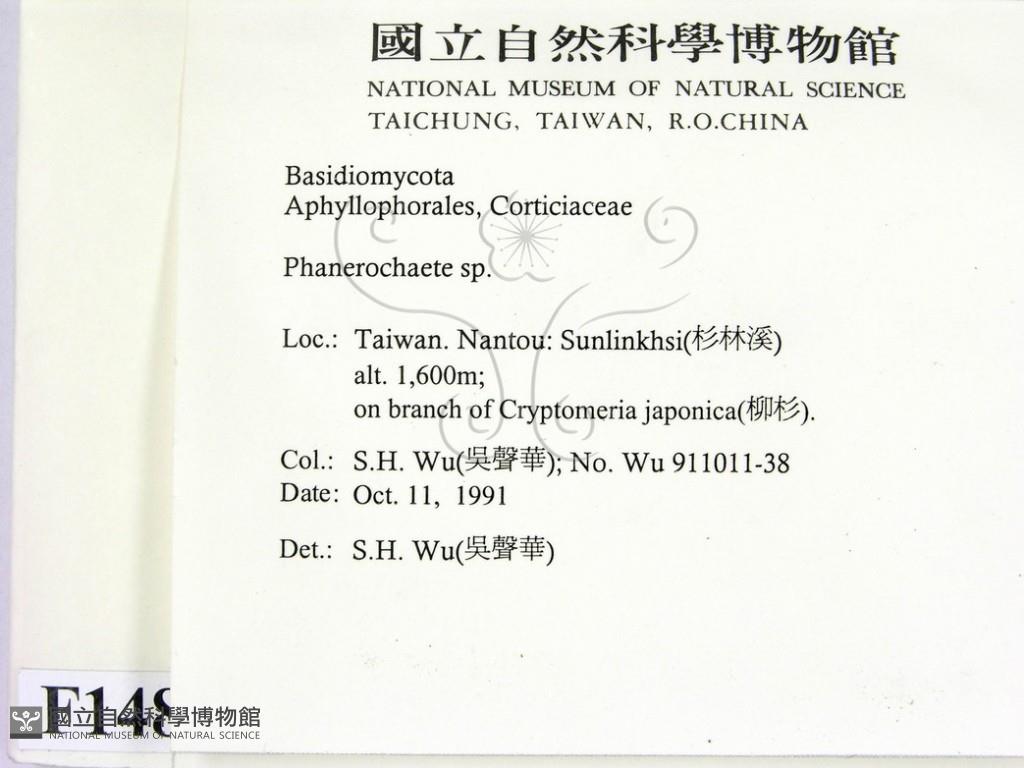 國立自然科學博物館
NATIONAL MUSEUM OF NATURAL SCIENCE
TAICHUNG, TAIWAN, R.O.CHINA
Basidiomycota
Aphyllophorales, Corticiaceae
Phanerochaete sp.
Loc.: Taiwan. Nantou: Sunlinkhsi(杉林溪)
alt. 1,600m;
on branch of Cryptomeria japonica(柳杉).
Col.: S.H. Wu(吳聲華); No. Wu 911011-38
Date: Oct. 11, 1991
Det.: S.H. Wu(吳聲華)
F148
國立自然科學博物館
NATIONAL MUSEUM OF NATURAL SCIENCE